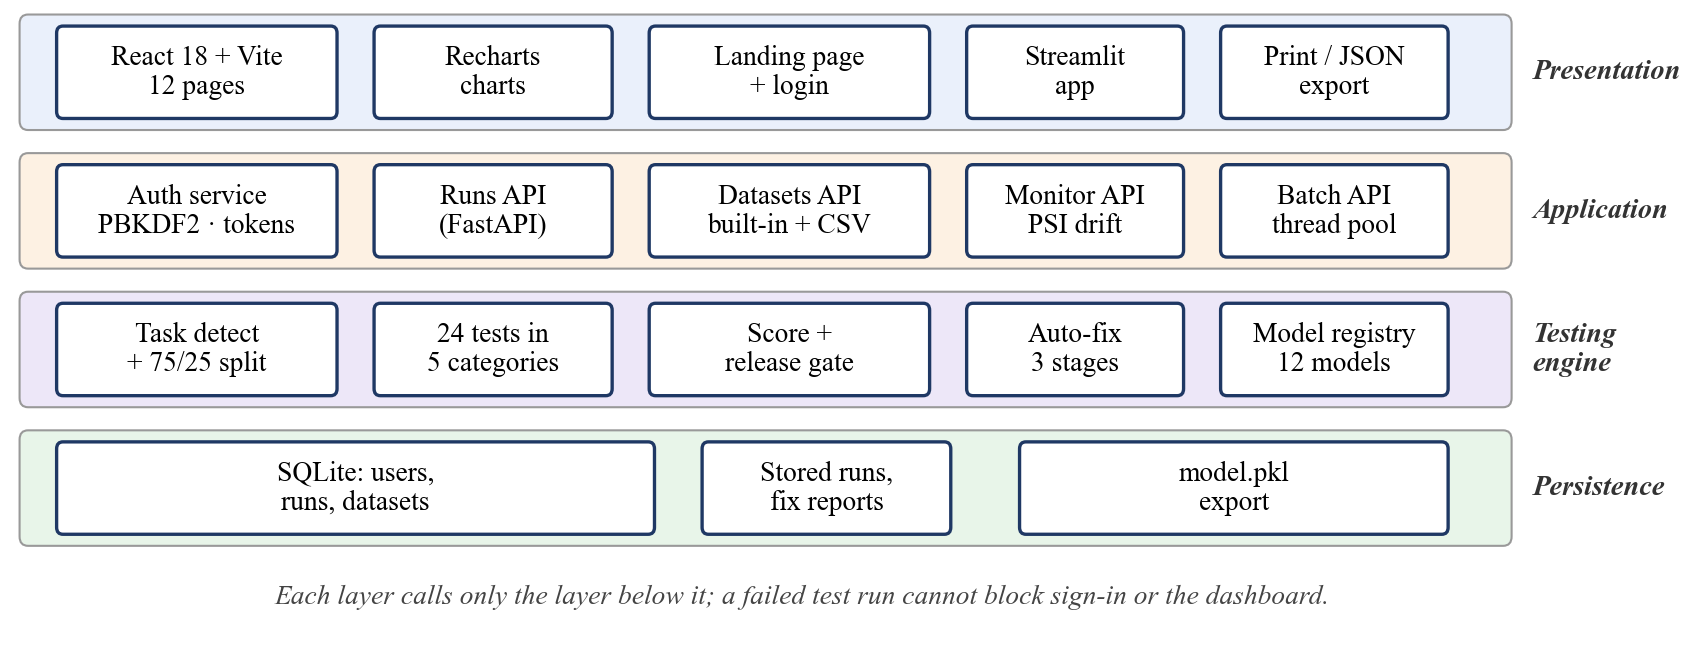 React 18 + Vite
12 pages
Recharts
charts
Landing page
+ login
Streamlit
app
Print / JSON
export
Presentation
Auth service
PBKDF2 · tokens
Runs API
(FastAPI)
Datasets API
built-in + CSV
Monitor API
PSI drift
Batch API
thread pool
Application
Task detect
+ 75/25 split
24 tests in
5 categories
Score +
release gate
Auto-fix
3 stages
Model registry
12 models
Testing
engine
SQLite: users,
runs, datasets
Stored runs,
fix reports
model.pkl
export
Persistence
Each layer calls only the layer below it; a failed test run cannot block sign-in or the dashboard.